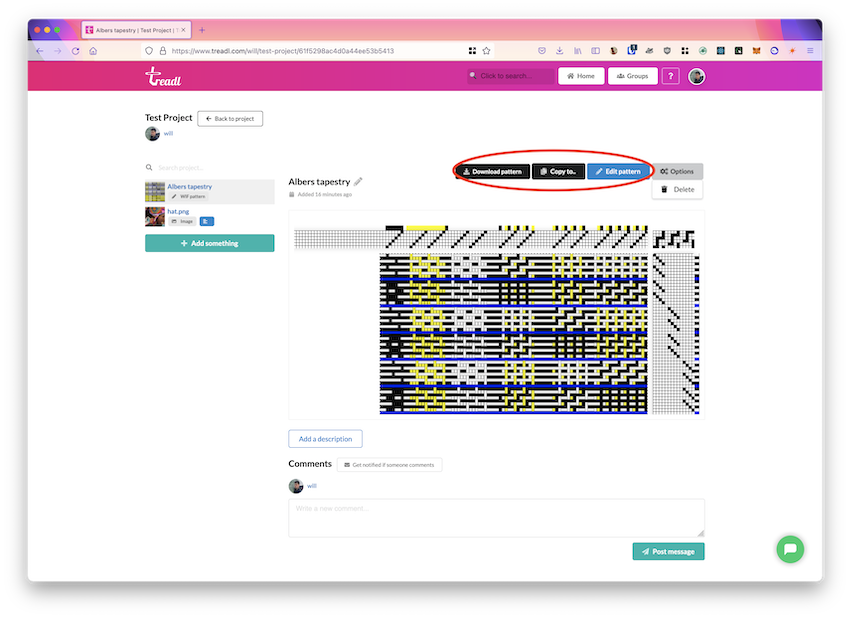 Albers tapestry | Test Project | T
https://www.treadl.com/will/test-project/61f5298ac4d0a44ee53b5413
treadl
Click to search...
Home
Groups
?
Test Project
Back to project
will
Search project...
Download pattern
Copy to..
Edit pattern
Options
Delete
Albers tapestry
WIF pattern
hat.png
Image
Add something
Albers tapestry
Added 16 minutes ago
Add a description
Comments
Get notified if someone comments
will
Write a new comment...
Post message